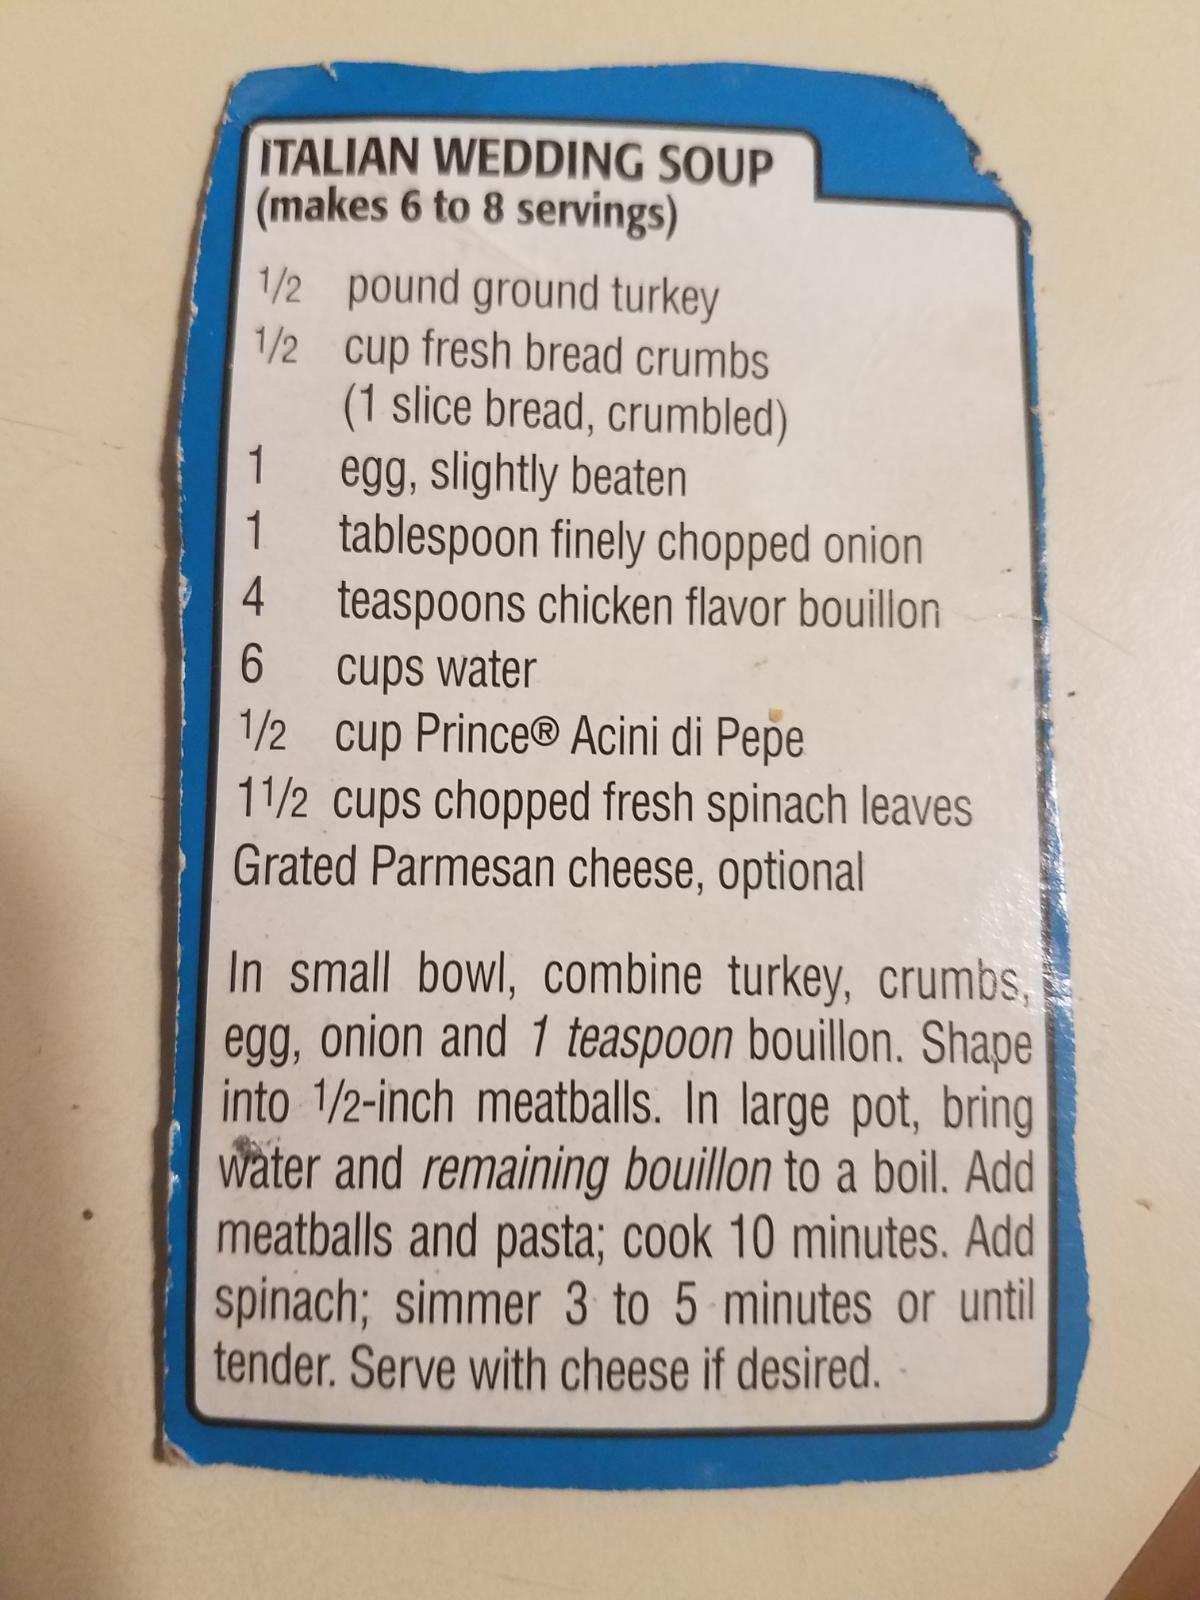 ITALIAN WEDDING SOUP
(makes 6 to 8 servings)
1/2 pound ground turkey
1/2 cup fresh bread crumbs
(1 slice bread, crumbled)
1 egg, slightly beaten
1 tablespoon finely chopped onion
4 teaspoons chicken flavor bouillon
6 cups water
1/2 cup Prince® Acini di Pepe
1 1/2 cups chopped fresh spinach leaves
Grated Parmesan cheese, optional
In small bowl, combine turkey, crumbs,
egg, onion and 1 teaspoon bouillon. Shape
into 1/2-inch meatballs. In large pot, bring
water and remaining bouillon to a boil. Add
meatballs and pasta; cook 10 minutes. Add
spinach; simmer 3 to 5 minutes or until
tender. Serve with cheese if desired.